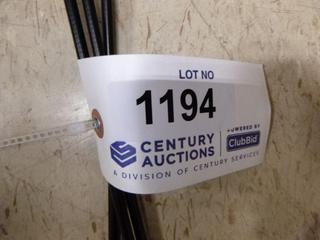 LOT NO
1194
CENTURY
AUCTIONS
POWERED BY
ClubBid
A DIVISION OF CENTURY SERVICES